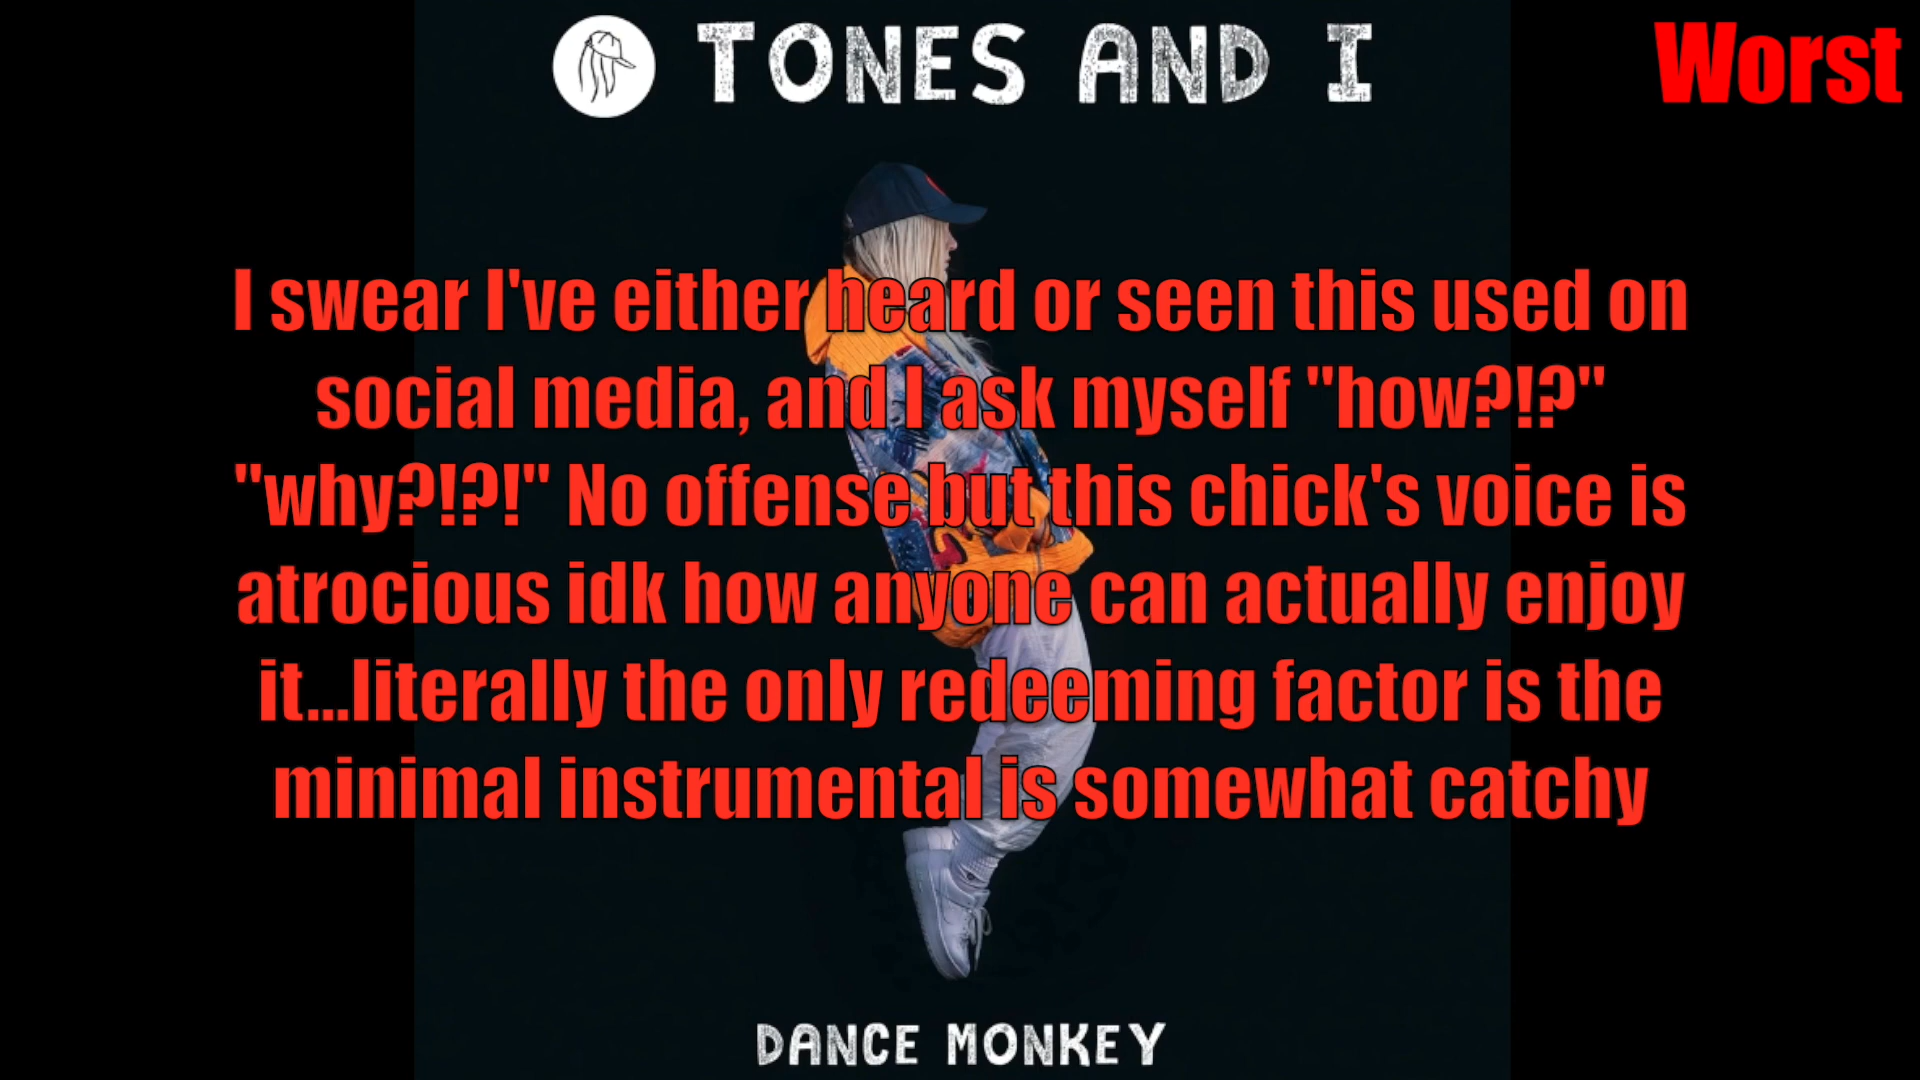 TONES AND I
Worst
I swear I've either heard or seen this used on
social media, and I ask myself "how?!?"
"why?!?!" No offense but this chick's voice is
atrocious idk how anyone can actually enjoy
it...literally the only redeeming factor is the
minimal instrumental is somewhat catchy
DANCE MONKEY